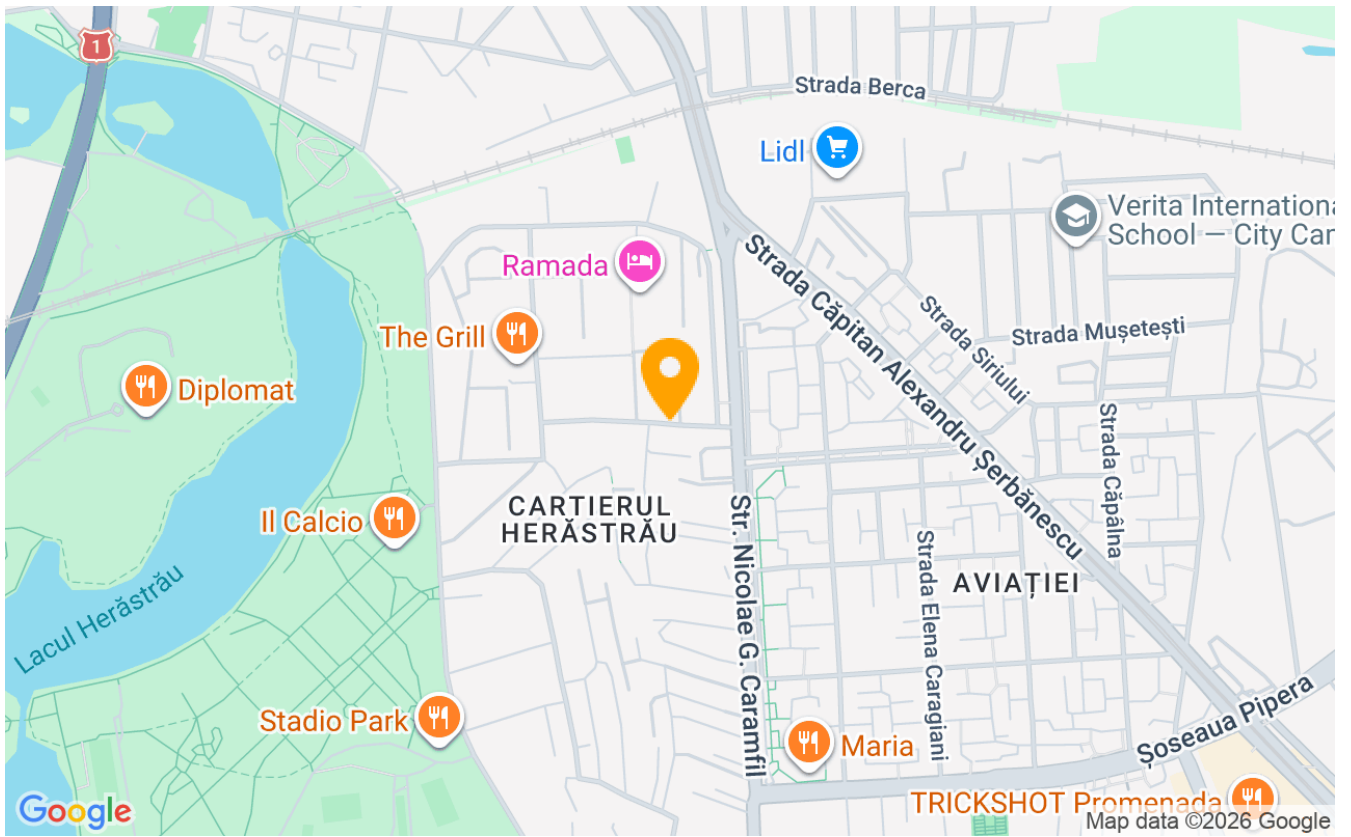 1
Strada Berca
Lidl
Verita Internationa
School — City Car
Ramada
Strada Căpitan Alexandru Șerbănescu
Strada Siriului
Strada Mușetești
The Grill
Diplomat
Strada Căpâlna
CARTIERUL
HERĂSTRĂU
Il Calcio
Str. Nicolae G. Caramfil
Strada Elena Caragiani
AVIAȚIEI
Lacul Herăstrău
Șoseaua Pipera
Stadio Park
Maria
TRICKSHOT Promenada
Google
Map data ©2026 Google